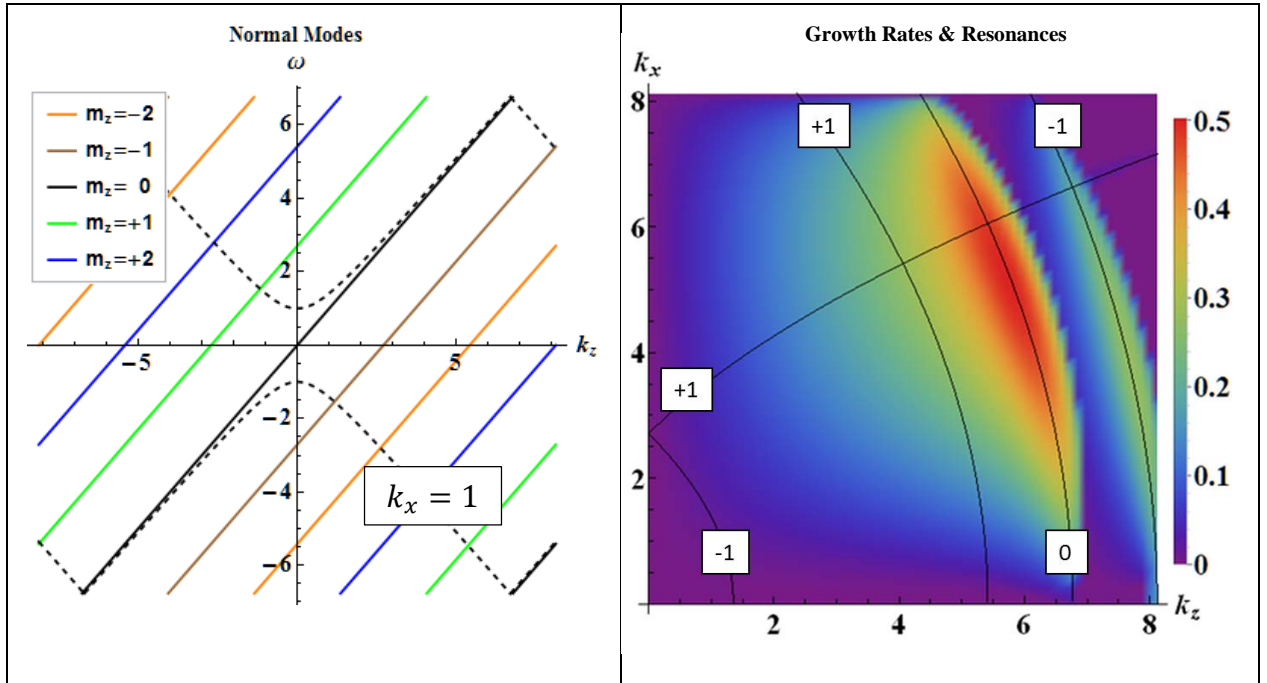 Normal Modes
ω
m_z=−2
m_z=−1
m_z= 0
m_z=+1
m_z=+2
6
4
2
−5
5
k_z
−2
−4
−6
k_x = 1
Growth Rates & Resonances
k_x
8
6
4
2
2
4
6
8
k_z
+1
-1
+1
-1
0
0.5
0.4
0.3
0.2
0.1
0